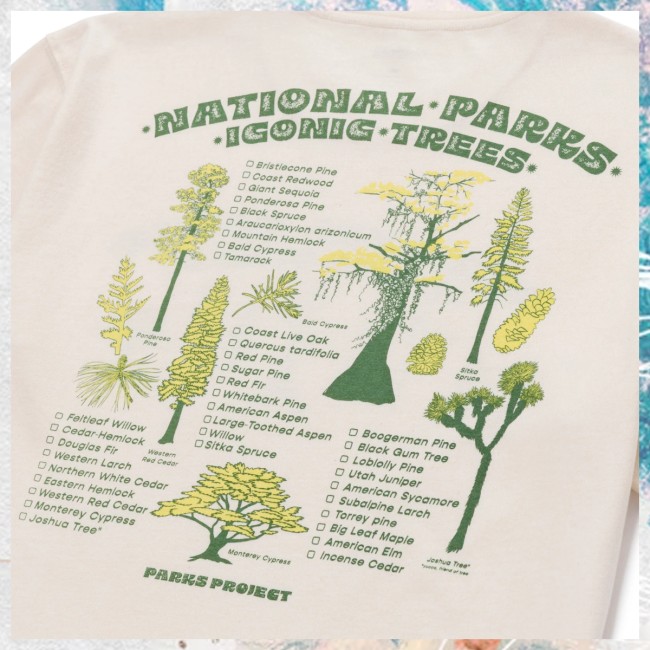 ·NATIONAL·PARKS·
·ICONIC·TREES·
Bristlecone Pine
Coast Redwood
Giant Sequoia
Ponderosa Pine
Black Spruce
Araucarioxylon arizonicum
Mountain Hemlock
Bald Cypress
Tamarack
Ponderosa
Pine
Bald Cypress
Sitka
Spruce
Coast Live Oak
Quercus tardifolia
Red Pine
Sugar Pine
Red Fir
Whitebark Pine
American Aspen
Large-Toothed Aspen
Willow
Sitka Spruce
Western
Red Cedar
Feltleaf Willow
Cedar-Hemlock
Douglas Fir
Western Larch
Northern White Cedar
Eastern Hemlock
Western Red Cedar
Monterey Cypress
Joshua Tree*
Boogerman Pine
Black Gum Tree
Loblolly Pine
Utah Juniper
American Sycamore
Subalpine Larch
Torrey pine
Big Leaf Maple
American Elm
Incense Cedar
Monterey Cypress
Joshua Tree*
friend of tree
PARKS PROJECT